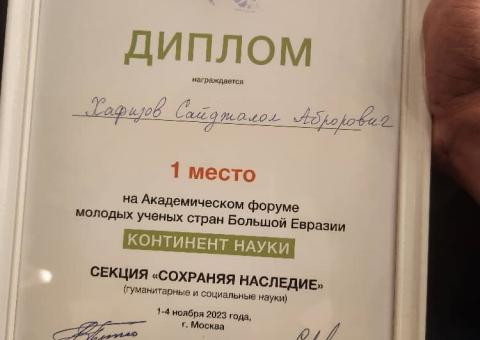 ДИПЛОМ
награждается
Хафизов Сайджалол Аброрович
1 место
на Академическом форуме
молодых ученых стран Большой Евразии
КОНТИНЕНТ НАУКИ
СЕКЦИЯ «СОХРАНЯЯ НАСЛЕДИЕ»
(гуманитарные и социальные науки)
1-4 ноября 2023 года,
г. Москва